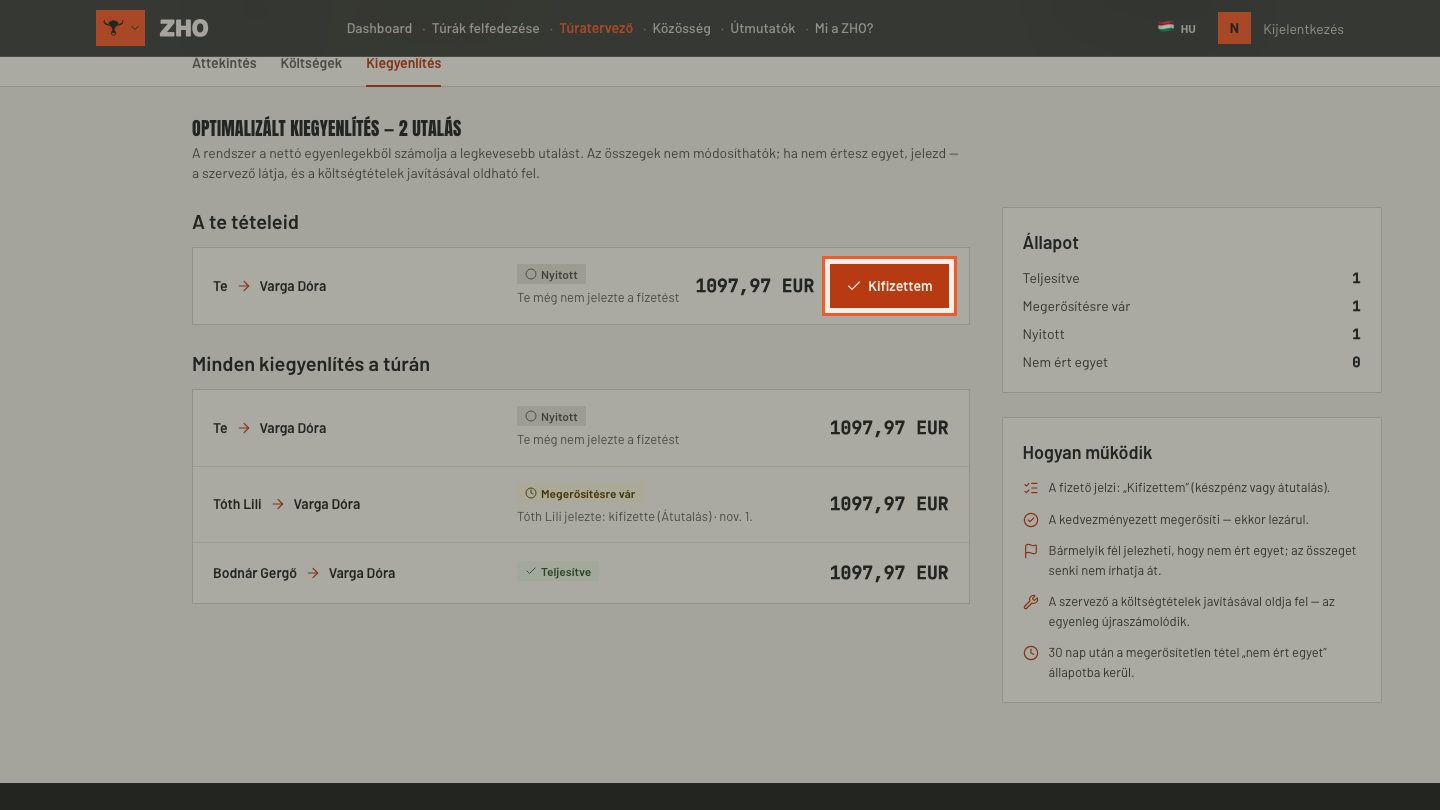 ZHO
Dashboard · Túrák felfedezése · Túratervező · Közösség · Útmutatók · Mi a ZHO?
HU
N
Kijelentkezés
Áttekintés
Költségek
Kiegyenlítés
OPTIMALIZÁLT KIEGYENLÍTÉS – 2 UTALÁS
A rendszer a nettó egyenlegekből számolja a legkevesebb utalást. Az összegek nem módosíthatók; ha nem értesz egyet, jelezd —
a szervező látja, és a költségtételek javításával oldható fel.
A te tételeid
Te → Varga Dóra
Nyitott
Te még nem jelezte a fizetést
1097,97 EUR
Kifizettem
Minden kiegyenlítés a túrán
Te → Varga Dóra
Nyitott
Te még nem jelezte a fizetést
1097,97 EUR
Tóth Lili → Varga Dóra
Megerősítésre vár
Tóth Lili jelezte: kifizette (Átutalás) · nov. 1.
1097,97 EUR
Bodnár Gergő → Varga Dóra
Teljesítve
1097,97 EUR
Állapot
Teljesítve 1
Megerősítésre vár 1
Nyitott 1
Nem ért egyet 0
Hogyan működik
A fizető jelzi: „Kifizettem” (készpénz vagy átutalás).
A kedvezményezett megerősíti — ekkor lezárul.
Bármelyik fél jelezheti, hogy nem ért egyet; az összeget
senki nem írhatja át.
A szervező a költségtételek javításával oldja fel — az
egyenleg újraszámolódik.
30 nap után a megerősítetlen tétel „nem ért egyet”
állapotba kerül.